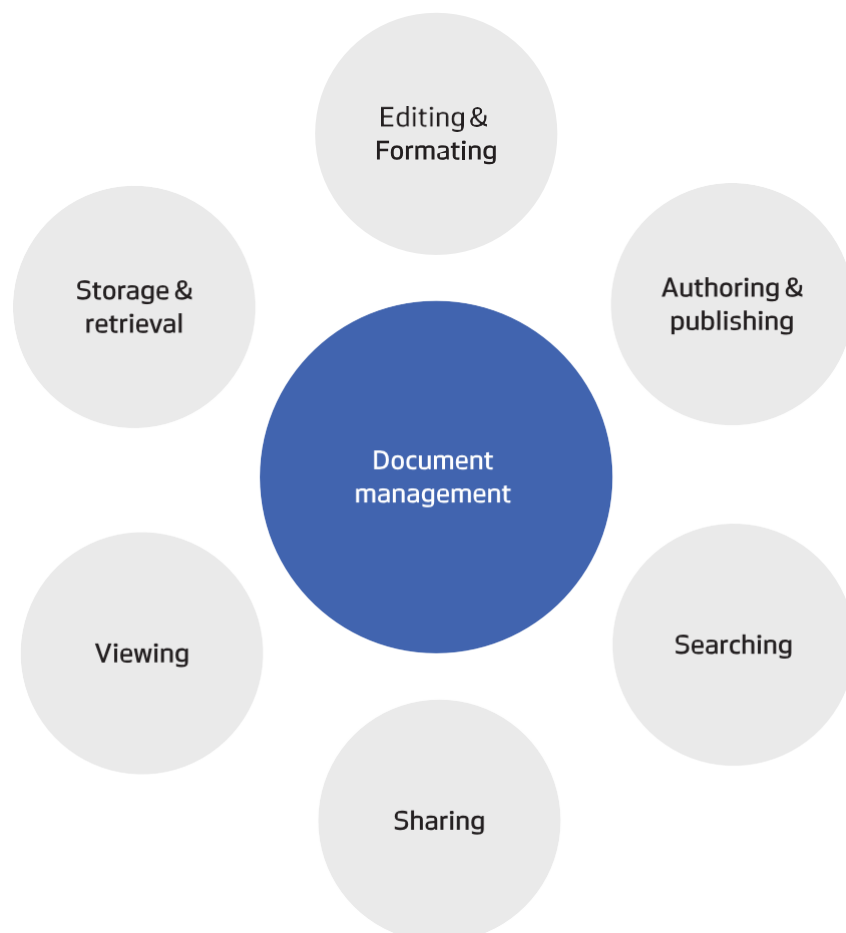 Editing &
Formating
Storage &
retrieval
Authoring &
publishing
Document
management
Viewing
Searching
Sharing